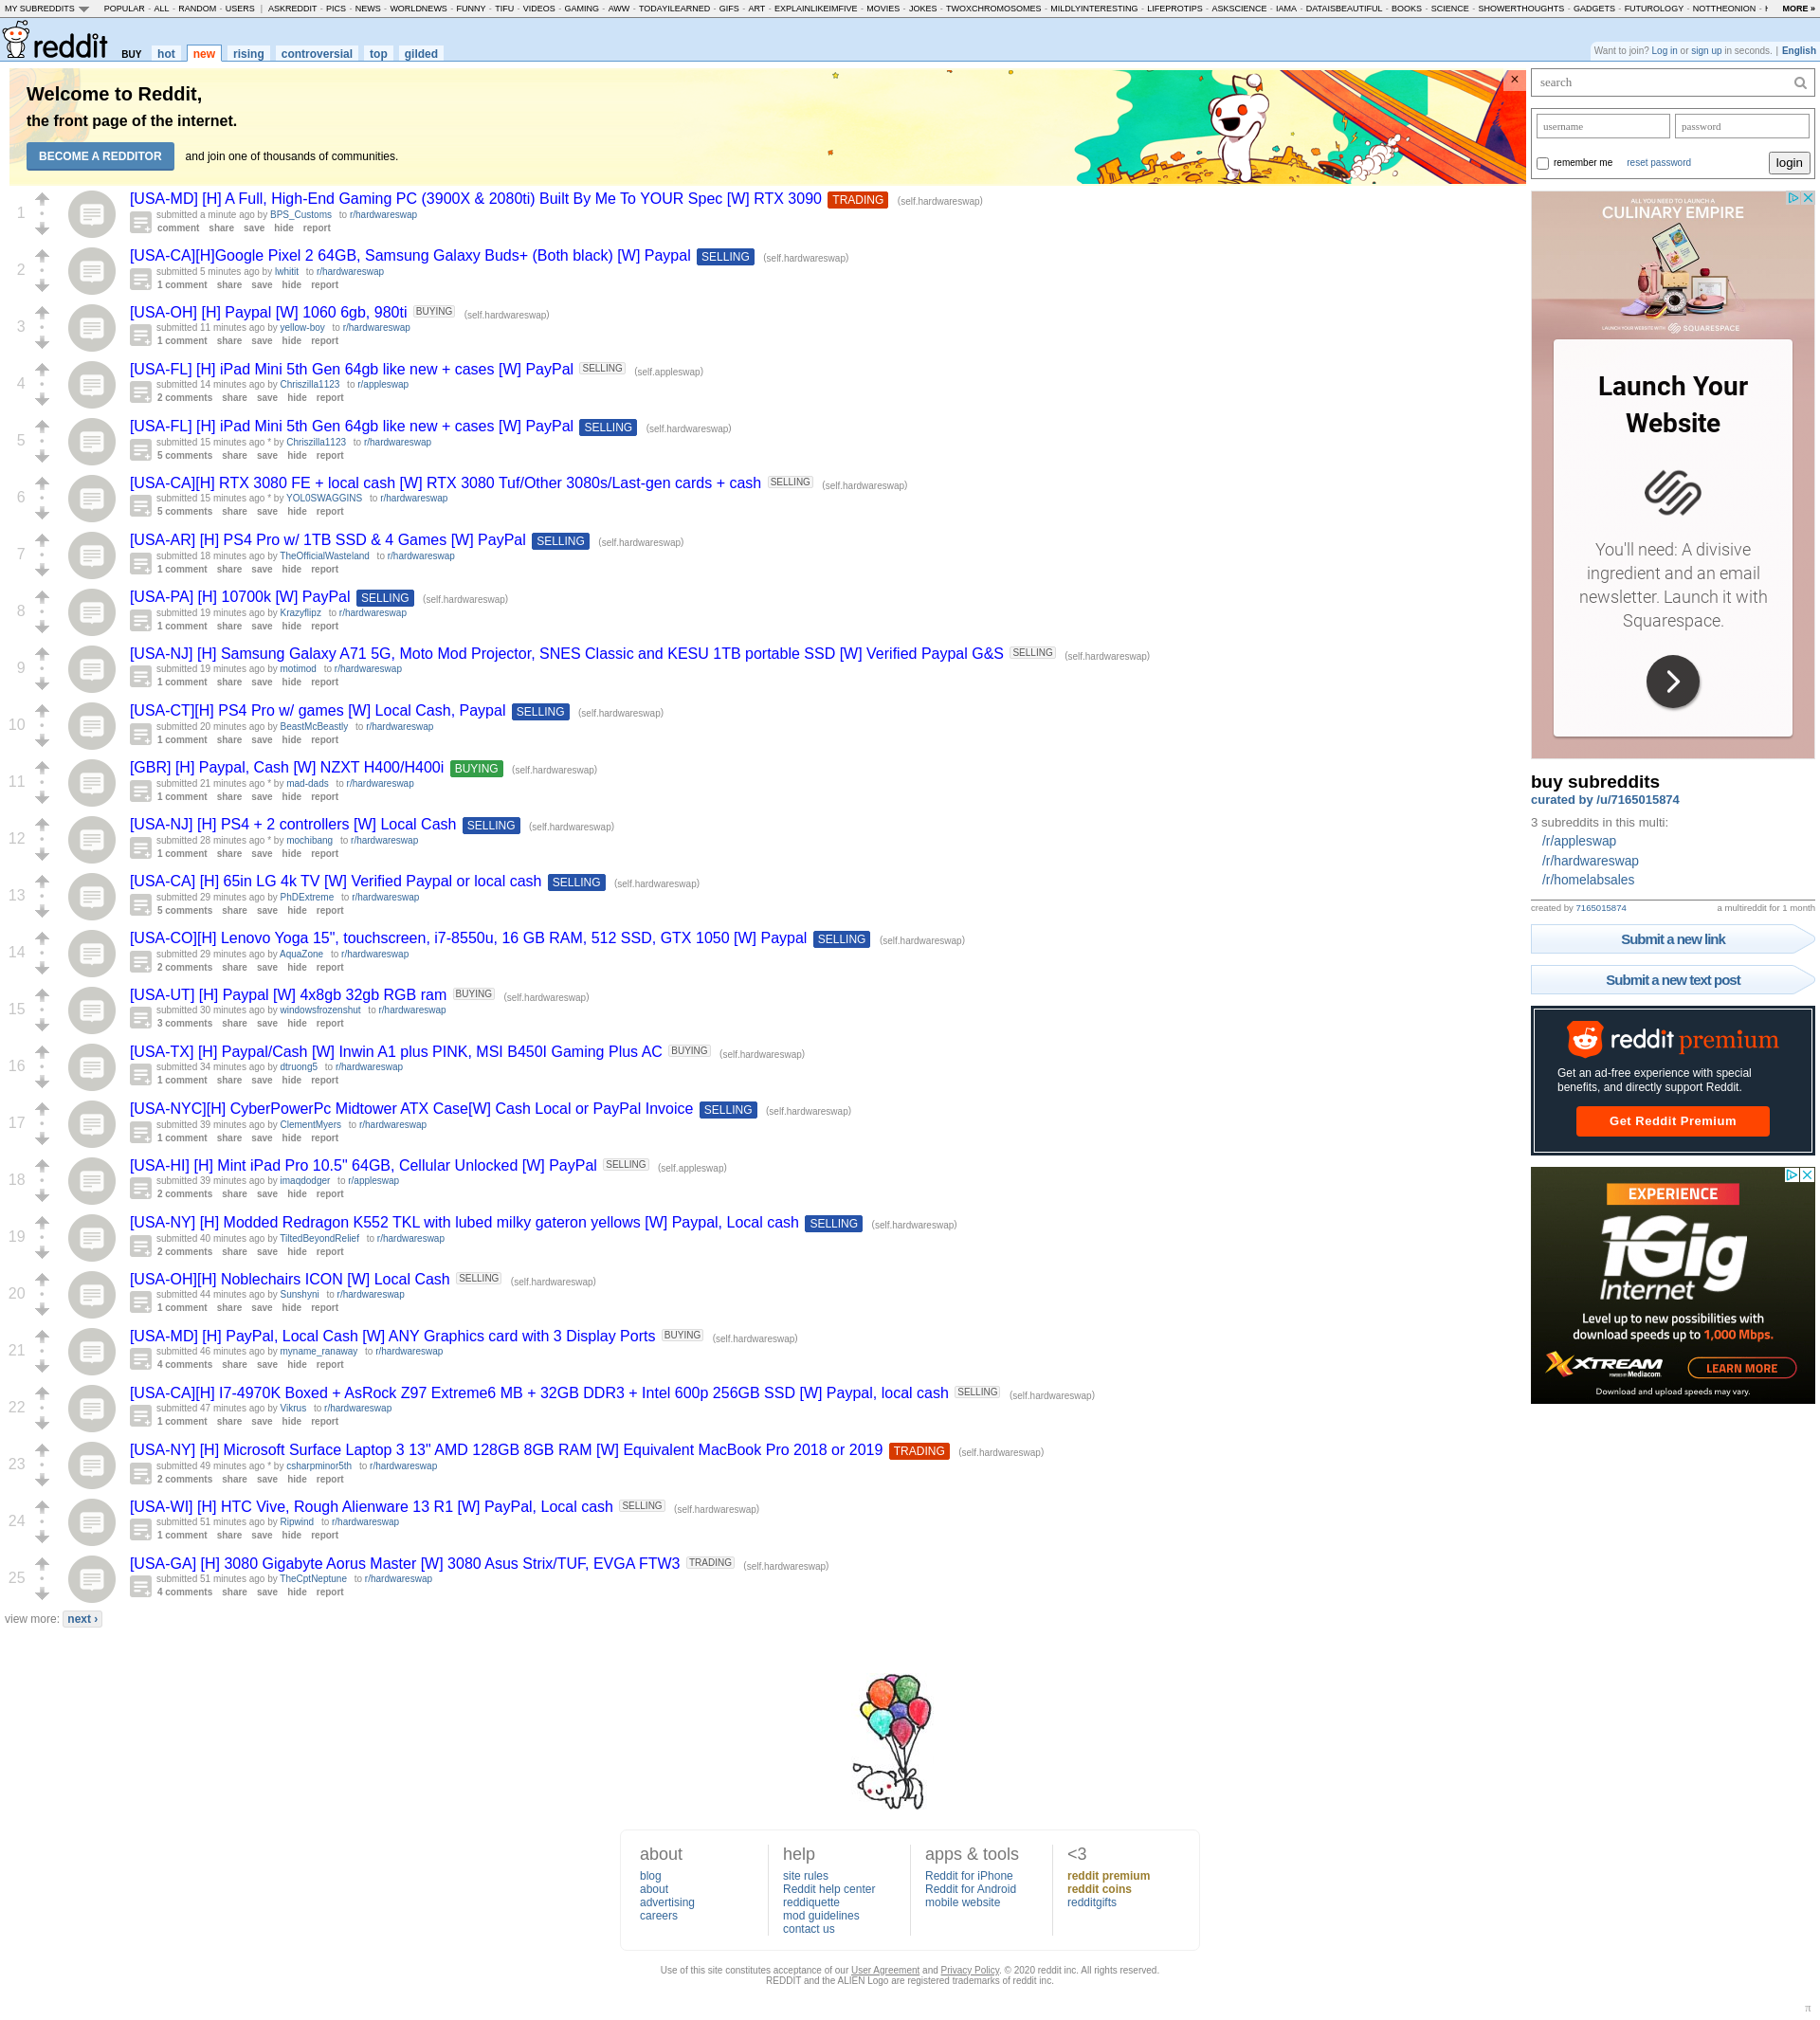 MY SUBREDDITS POPULAR - ALL - RANDOM - USERS | ASKREDDIT - PICS - NEWS - WORLDNEWS - FUNNY - TIFU - VIDEOS - GAMING - AWW - TODAYILEARNED - GIFS - ART - EXPLAINLIKEIMFIVE - MOVIES - JOKES - TWOXCHROMOSOMES - MILDLYINTERESTING - LIFEPROTIPS - ASKSCIENCE - IAMA - DATAISBEAUTIFUL - BOOKS - SCIENCE - SHOWERTHOUGHTS - GADGETS - FUTUROLOGY - NOTTHEONION - MORE »
reddit BUY hot new rising controversial top gilded
Want to join? Log in or sign up in seconds. | English
Welcome to Reddit,
the front page of the internet.
BECOME A REDDITOR and join one of thousands of communities.
×
1
[USA-MD] [H] A Full, High-End Gaming PC (3900X & 2080ti) Built By Me To YOUR Spec [W] RTX 3090 TRADING (self.hardwareswap)
submitted a minute ago by BPS_Customs to r/hardwareswap
comment share save hide report
2
[USA-CA][H]Google Pixel 2 64GB, Samsung Galaxy Buds+ (Both black) [W] Paypal SELLING (self.hardwareswap)
submitted 5 minutes ago by lwhitit to r/hardwareswap
1 comment share save hide report
3
[USA-OH] [H] Paypal [W] 1060 6gb, 980ti BUYING (self.hardwareswap)
submitted 11 minutes ago by yellow-boy to r/hardwareswap
1 comment share save hide report
4
[USA-FL] [H] iPad Mini 5th Gen 64gb like new + cases [W] PayPal SELLING (self.appleswap)
submitted 14 minutes ago by Chriszilla1123 to r/appleswap
2 comments share save hide report
5
[USA-FL] [H] iPad Mini 5th Gen 64gb like new + cases [W] PayPal SELLING (self.hardwareswap)
submitted 15 minutes ago * by Chriszilla1123 to r/hardwareswap
5 comments share save hide report
6
[USA-CA][H] RTX 3080 FE + local cash [W] RTX 3080 Tuf/Other 3080s/Last-gen cards + cash SELLING (self.hardwareswap)
submitted 15 minutes ago * by YOL0SWAGGINS to r/hardwareswap
5 comments share save hide report
7
[USA-AR] [H] PS4 Pro w/ 1TB SSD & 4 Games [W] PayPal SELLING (self.hardwareswap)
submitted 18 minutes ago by TheOfficialWasteland to r/hardwareswap
1 comment share save hide report
8
[USA-PA] [H] 10700k [W] PayPal SELLING (self.hardwareswap)
submitted 19 minutes ago by Krazyflipz to r/hardwareswap
1 comment share save hide report
9
[USA-NJ] [H] Samsung Galaxy A71 5G, Moto Mod Projector, SNES Classic and KESU 1TB portable SSD [W] Verified Paypal G&S SELLING (self.hardwareswap)
submitted 19 minutes ago by motimod to r/hardwareswap
1 comment share save hide report
10
[USA-CT][H] PS4 Pro w/ games [W] Local Cash, Paypal SELLING (self.hardwareswap)
submitted 20 minutes ago by BeastMcBeastly to r/hardwareswap
1 comment share save hide report
11
[GBR] [H] Paypal, Cash [W] NZXT H400/H400i BUYING (self.hardwareswap)
submitted 21 minutes ago * by mad-dads to r/hardwareswap
1 comment share save hide report
12
[USA-NJ] [H] PS4 + 2 controllers [W] Local Cash SELLING (self.hardwareswap)
submitted 28 minutes ago * by mochibang to r/hardwareswap
1 comment share save hide report
13
[USA-CA] [H] 65in LG 4k TV [W] Verified Paypal or local cash SELLING (self.hardwareswap)
submitted 29 minutes ago by PhDExtreme to r/hardwareswap
5 comments share save hide report
14
[USA-CO][H] Lenovo Yoga 15", touchscreen, i7-8550u, 16 GB RAM, 512 SSD, GTX 1050 [W] Paypal SELLING (self.hardwareswap)
submitted 29 minutes ago by AquaZone to r/hardwareswap
2 comments share save hide report
15
[USA-UT] [H] Paypal [W] 4x8gb 32gb RGB ram BUYING (self.hardwareswap)
submitted 30 minutes ago by windowsfrozenshut to r/hardwareswap
3 comments share save hide report
16
[USA-TX] [H] Paypal/Cash [W] Inwin A1 plus PINK, MSI B450I Gaming Plus AC BUYING (self.hardwareswap)
submitted 34 minutes ago by dtruong5 to r/hardwareswap
1 comment share save hide report
17
[USA-NYC][H] CyberPowerPc Midtower ATX Case[W] Cash Local or PayPal Invoice SELLING (self.hardwareswap)
submitted 39 minutes ago by ClementMyers to r/hardwareswap
1 comment share save hide report
18
[USA-HI] [H] Mint iPad Pro 10.5" 64GB, Cellular Unlocked [W] PayPal SELLING (self.appleswap)
submitted 39 minutes ago by imaqdodger to r/appleswap
2 comments share save hide report
19
[USA-NY] [H] Modded Redragon K552 TKL with lubed milky gateron yellows [W] Paypal, Local cash SELLING (self.hardwareswap)
submitted 40 minutes ago by TiltedBeyondRelief to r/hardwareswap
2 comments share save hide report
20
[USA-OH][H] Noblechairs ICON [W] Local Cash SELLING (self.hardwareswap)
submitted 44 minutes ago by Sunshyni to r/hardwareswap
1 comment share save hide report
21
[USA-MD] [H] PayPal, Local Cash [W] ANY Graphics card with 3 Display Ports BUYING (self.hardwareswap)
submitted 46 minutes ago by myname_ranaway to r/hardwareswap
4 comments share save hide report
22
[USA-CA][H] I7-4970K Boxed + AsRock Z97 Extreme6 MB + 32GB DDR3 + Intel 600p 256GB SSD [W] Paypal, local cash SELLING (self.hardwareswap)
submitted 47 minutes ago by Vikrus to r/hardwareswap
1 comment share save hide report
23
[USA-NY] [H] Microsoft Surface Laptop 3 13" AMD 128GB 8GB RAM [W] Equivalent MacBook Pro 2018 or 2019 TRADING (self.hardwareswap)
submitted 49 minutes ago * by csharpminor5th to r/hardwareswap
2 comments share save hide report
24
[USA-WI] [H] HTC Vive, Rough Alienware 13 R1 [W] PayPal, Local cash SELLING (self.hardwareswap)
submitted 51 minutes ago by Ripwind to r/hardwareswap
1 comment share save hide report
25
[USA-GA] [H] 3080 Gigabyte Aorus Master [W] 3080 Asus Strix/TUF, EVGA FTW3 TRADING (self.hardwareswap)
submitted 51 minutes ago by TheCptNeptune to r/hardwareswap
4 comments share save hide report
view more: next ›
search
username password
remember me reset password login
ALL YOU NEED TO LAUNCH A
CULINARY EMPIRE
LAUNCH YOUR WEBSITE WITH SQUARESPACE
Launch Your
Website
You'll need: A divisive
ingredient and an email
newsletter. Launch it with
Squarespace.
buy subreddits
curated by /u/7165015874
3 subreddits in this multi:
/r/appleswap
/r/hardwareswap
/r/homelabsales
created by 7165015874 a multireddit for 1 month
Submit a new link
Submit a new text post
reddit premium
Get an ad-free experience with special
benefits, and directly support Reddit.
Get Reddit Premium
EXPERIENCE
1Gig
Internet
Level up to new possibilities with
download speeds up to 1,000 Mbps.
XTREAM POWERED BY Mediacom LEARN MORE
Download and upload speeds may vary.
about
blog
about
advertising
careers
help
site rules
Reddit help center
reddiquette
mod guidelines
contact us
apps & tools
Reddit for iPhone
Reddit for Android
mobile website
<3
reddit premium
reddit coins
redditgifts
Use of this site constitutes acceptance of our User Agreement and Privacy Policy. © 2020 reddit inc. All rights reserved.
REDDIT and the ALIEN Logo are registered trademarks of reddit inc.
π